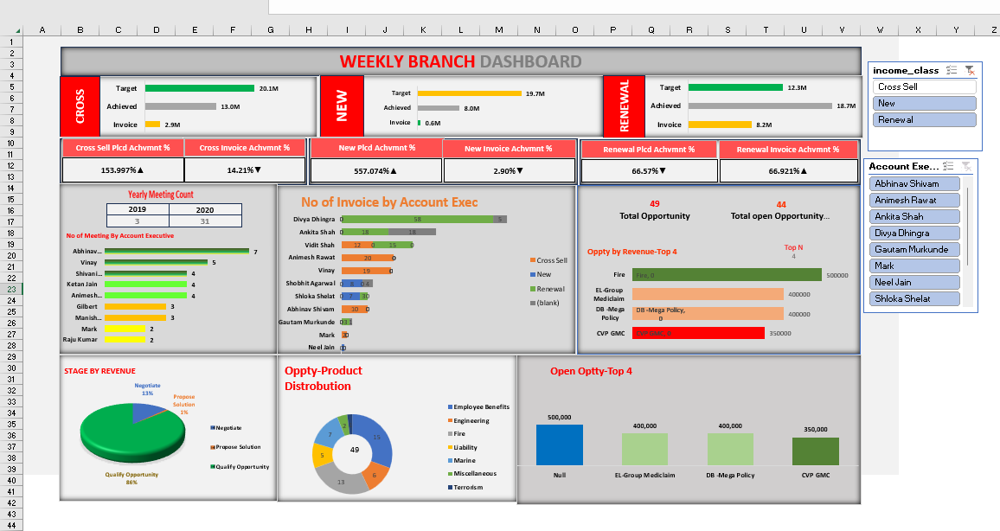 A B C D E F G H I J K L M N O P Q R S T U V W X Y Z
1
2
3
4
5
6
7
8
9
10
11
12
13
14
15
16
17
18
19
20
21
22
23
24
25
26
27
28
29
30
31
32
33
34
35
36
37
38
39
40
41
42
43
44
WEEKLY BRANCH DASHBOARD
CROSS
Target 20.1M
Achieved 13.0M
Invoice 2.9M
NEW
Target 19.7M
Achieved 8.0M
Invoice 0.6M
RENEWAL
Target 12.3M
Achieved 18.7M
Invoice 8.2M
Cross Sell Plcd Achvmnt % Cross Invoice Achvmnt %
153.997%▲ 14.21%▼
New Plcd Achvmnt % New Invoice Achvmnt %
557.074%▲ 2.90%▼
Renewal Plcd Achvmnt % Renewal Invoice Achvmnt %
66.57%▼ 66.921%▲
Yearly Meeting Count
2019 2020
3 31
No of Meeting By Account Executive
Abhinav... 7
Vinay 5
Shivani... 4
Ketan Jain 4
Animesh... 4
Gilbert 3
Manish... 3
Mark 2
Raju Kumar 2
No of Invoice by Account Exec
Divya Dhingra 0 58 5
Ankita Shah 0 18 18
Vidit Shah 12 0 15 0
Animesh Rawat 20 0
Vinay 19 0
Shobhit Agarwal 0 8 0 4
Shloka Shelat 0 7 3 0
Abhinav Shivam 10 0
Gautam Murkunde 0 3 1
Mark
Neel Jain
Cross Sell
New
Renewal
(blank)
49
Total Opportunity
44
Total open Opportunity...
Oppty by Revenue-Top 4
Top N
4
Fire Fire, 0 500000
EL-Group
Mediclaim 400000
DB -Mega
Policy DB -Mega Policy,
0 400000
CVP GMC CVP GMC, 0 350000
STAGE BY REVENUE
Negotiate
13%
Propose
Solution
1%
Qualify Opportunity
86%
Negotiate
Propose Solution
Qualify Opportunity
Oppty-Product
Distrobution
15
6
13
5
7
2
49
Employee Benefits
Engineering
Fire
Liability
Marine
Miscellaneous
Terrorism
Open Optty-Top 4
500,000 400,000 400,000 350,000
Null EL-Group Mediclaim DB -Mega Policy CVP GMC
income_class
Cross Sell
New
Renewal
Account Exe...
Abhinav Shivam
Animesh Rawat
Ankita Shah
Divya Dhingra
Gautam Murkunde
Mark
Neel Jain
Shloka Shelat